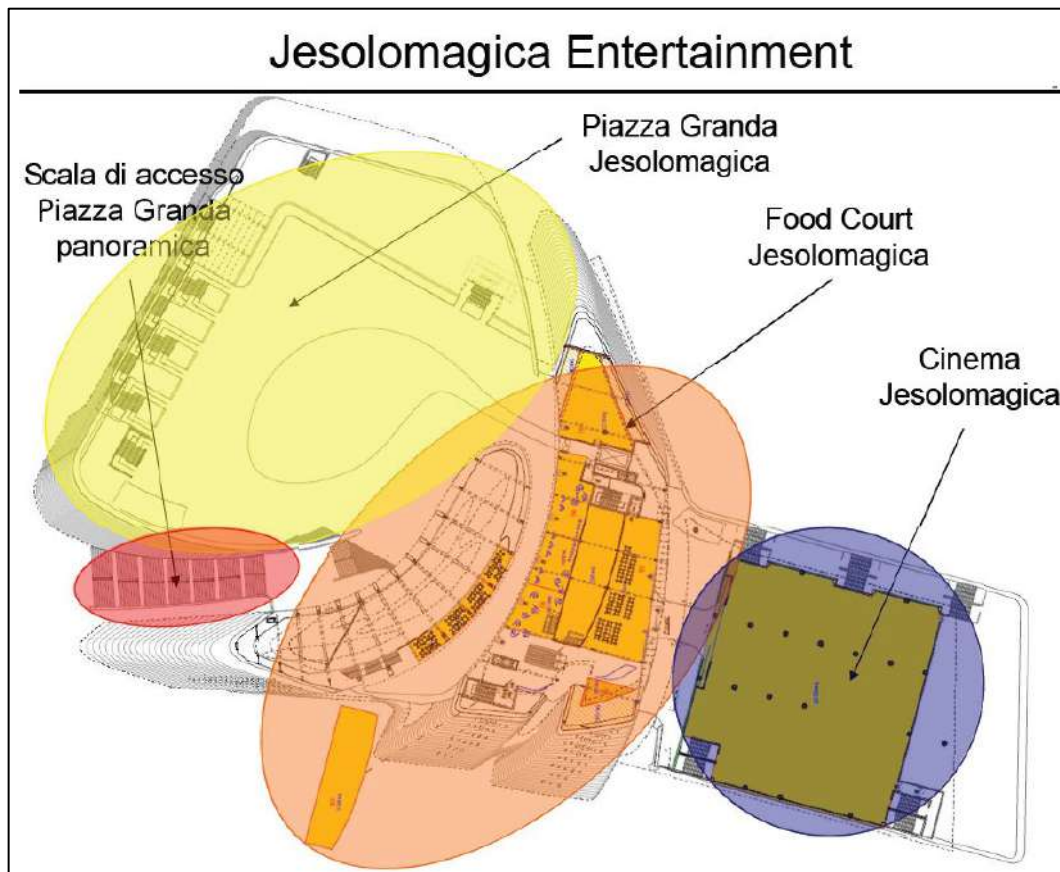 Jesolomagica Entertainment
Piazza Granda
Jesolomagica
Scala di accesso
Piazza Granda
panoramica
Food Court
Jesolomagica
Cinema
Jesolomagica